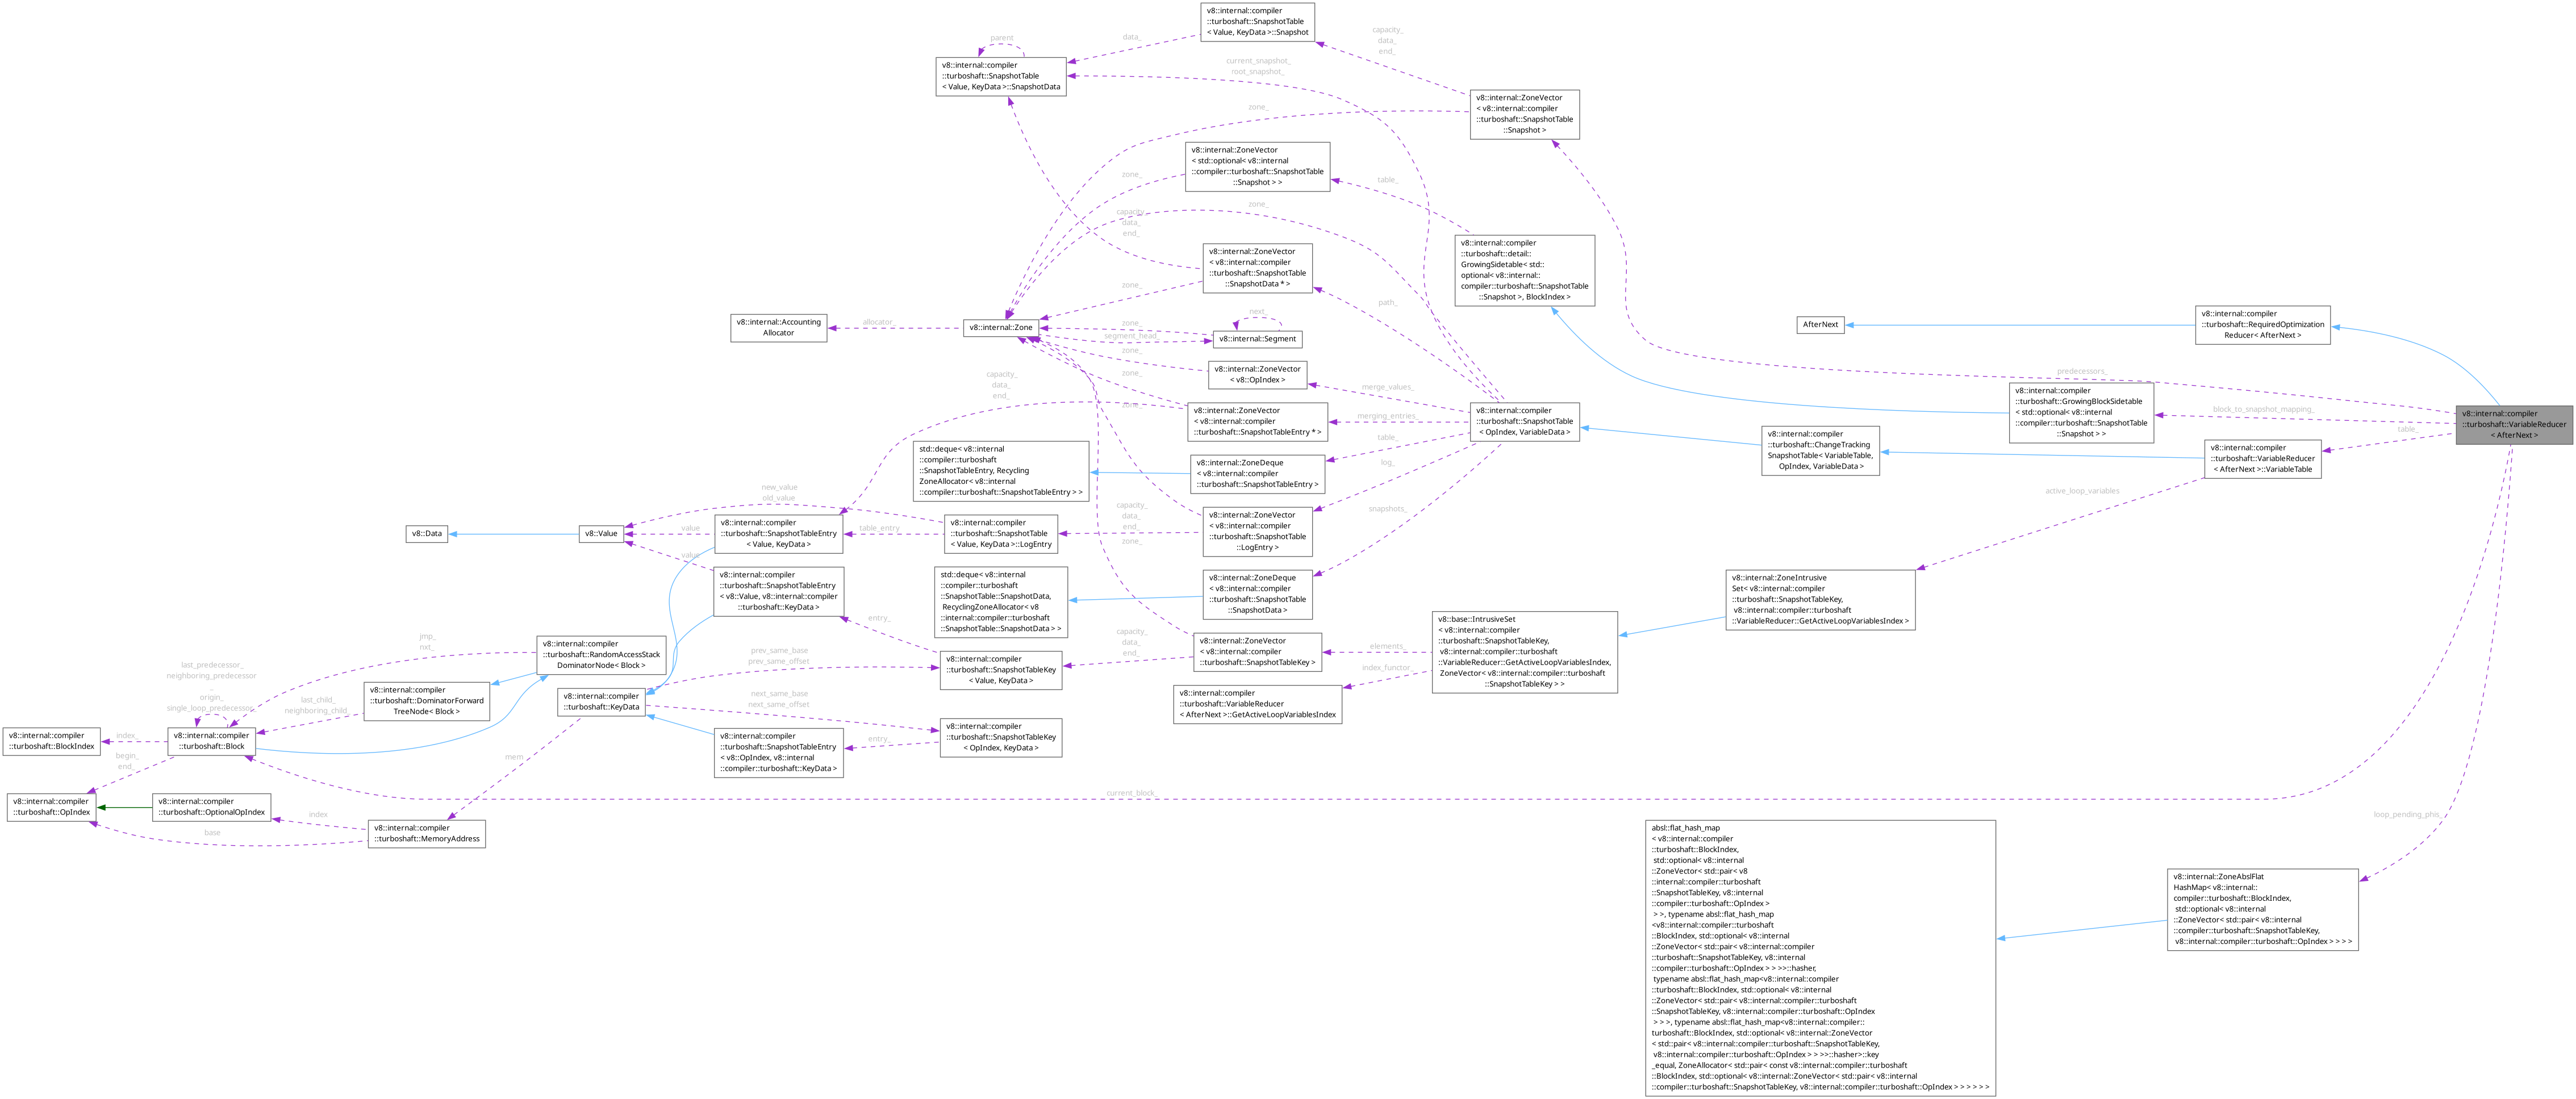 v8::internal::compiler
::turboshaft::SnapshotTable
< Value, KeyData >::Snapshot
parent
data_
capacity_
data_
end_
v8::internal::compiler
::turboshaft::SnapshotTable
< Value, KeyData >::SnapshotData
current_snapshot_
root_snapshot_
v8::internal::ZoneVector
< v8::internal::compiler
::turboshaft::SnapshotTable
::Snapshot >
zone_
v8::internal::ZoneVector
< std::optional< v8::internal
::compiler::turboshaft::SnapshotTable
::Snapshot > >
zone_
table_
capacity_
data_
end_
zone_
v8::internal::ZoneVector
< v8::internal::compiler
::turboshaft::SnapshotTable
::SnapshotData * >
v8::internal::compiler
::turboshaft::detail::
GrowingSidetable< std::
optional< v8::internal::
compiler::turboshaft::SnapshotTable
::Snapshot >, BlockIndex >
zone_
path_
v8::internal::Accounting
Allocator
allocator_
v8::internal::Zone
zone_
segment_head_
next_
v8::internal::Segment
AfterNext
v8::internal::compiler
::turboshaft::RequiredOptimization
Reducer< AfterNext >
zone_
v8::internal::ZoneVector
< v8::OpIndex >
merge_values_
predecessors_
capacity_
data_
end_
zone_
zone_
v8::internal::ZoneVector
< v8::internal::compiler
::turboshaft::SnapshotTableEntry * >
merging_entries_
v8::internal::compiler
::turboshaft::SnapshotTable
< OpIndex, VariableData >
v8::internal::compiler
::turboshaft::GrowingBlockSidetable
< std::optional< v8::internal
::compiler::turboshaft::SnapshotTable
::Snapshot > >
block_to_snapshot_mapping_
v8::internal::compiler
::turboshaft::VariableReducer
< AfterNext >
v8::internal::compiler
::turboshaft::ChangeTracking
SnapshotTable< VariableTable,
OpIndex, VariableData >
v8::internal::compiler
::turboshaft::VariableReducer
< AfterNext >::VariableTable
table_
std::deque< v8::internal
::compiler::turboshaft
::SnapshotTableEntry, Recycling
ZoneAllocator< v8::internal
::compiler::turboshaft::SnapshotTableEntry > >
v8::internal::ZoneDeque
< v8::internal::compiler
::turboshaft::SnapshotTableEntry >
table_
log_
active_loop_variables
new_value
old_value
v8::Data
v8::Value
value
v8::internal::compiler
::turboshaft::SnapshotTableEntry
< Value, KeyData >
table_entry
v8::internal::compiler
::turboshaft::SnapshotTable
< Value, KeyData >::LogEntry
capacity_
data_
end_
zone_
v8::internal::ZoneVector
< v8::internal::compiler
::turboshaft::SnapshotTable
::LogEntry >
snapshots_
value
v8::internal::compiler
::turboshaft::SnapshotTableEntry
< v8::Value, v8::internal::compiler
::turboshaft::KeyData >
entry_
std::deque< v8::internal
::compiler::turboshaft
::SnapshotTable::SnapshotData,
RecyclingZoneAllocator< v8
::internal::compiler::turboshaft
::SnapshotTable::SnapshotData > >
v8::internal::ZoneDeque
< v8::internal::compiler
::turboshaft::SnapshotTable
::SnapshotData >
v8::internal::ZoneIntrusive
Set< v8::internal::compiler
::turboshaft::SnapshotTableKey,
v8::internal::compiler::turboshaft
::VariableReducer::GetActiveLoopVariablesIndex >
jmp_
nxt_
v8::internal::compiler
::turboshaft::RandomAccessStack
DominatorNode< Block >
prev_same_base
prev_same_offset
v8::internal::compiler
::turboshaft::SnapshotTableKey
< Value, KeyData >
capacity_
data_
end_
v8::internal::ZoneVector
< v8::internal::compiler
::turboshaft::SnapshotTableKey >
elements_
index_functor_
v8::base::IntrusiveSet
< v8::internal::compiler
::turboshaft::SnapshotTableKey,
v8::internal::compiler::turboshaft
::VariableReducer::GetActiveLoopVariablesIndex,
ZoneVector< v8::internal::compiler::turboshaft
::SnapshotTableKey > >
last_predecessor_
neighboring_predecessor
_
origin_
single_loop_predecessor_
last_child_
neighboring_child_
v8::internal::compiler
::turboshaft::DominatorForward
TreeNode< Block >
v8::internal::compiler
::turboshaft::KeyData
next_same_base
next_same_offset
v8::internal::compiler
::turboshaft::VariableReducer
< AfterNext >::GetActiveLoopVariablesIndex
v8::internal::compiler
::turboshaft::BlockIndex
index_
v8::internal::compiler
::turboshaft::Block
mem
v8::internal::compiler
::turboshaft::SnapshotTableEntry
< v8::OpIndex, v8::internal
::compiler::turboshaft::KeyData >
entry_
v8::internal::compiler
::turboshaft::SnapshotTableKey
< OpIndex, KeyData >
begin_
end_
current_block_
v8::internal::compiler
::turboshaft::OpIndex
v8::internal::compiler
::turboshaft::OptionalOpIndex
index
base
v8::internal::compiler
::turboshaft::MemoryAddress
loop_pending_phis_
absl::flat_hash_map
< v8::internal::compiler
::turboshaft::BlockIndex,
std::optional< v8::internal
::ZoneVector< std::pair< v8
::internal::compiler::turboshaft
::SnapshotTableKey, v8::internal
::compiler::turboshaft::OpIndex >
> >, typename absl::flat_hash_map
<v8::internal::compiler::turboshaft
::BlockIndex, std::optional< v8::internal
::ZoneVector< std::pair< v8::internal::compiler
::turboshaft::SnapshotTableKey, v8::internal
::compiler::turboshaft::OpIndex > > >>::hasher,
typename absl::flat_hash_map<v8::internal::compiler
::turboshaft::BlockIndex, std::optional< v8::internal
::ZoneVector< std::pair< v8::internal::compiler::turboshaft
::SnapshotTableKey, v8::internal::compiler::turboshaft::OpIndex
> > >, typename absl::flat_hash_map<v8::internal::compiler::
turboshaft::BlockIndex, std::optional< v8::internal::ZoneVector
< std::pair< v8::internal::compiler::turboshaft::SnapshotTableKey,
v8::internal::compiler::turboshaft::OpIndex > > >>::hasher>::key
_equal, ZoneAllocator< std::pair< const v8::internal::compiler::turboshaft
::BlockIndex, std::optional< v8::internal::ZoneVector< std::pair< v8::internal
::compiler::turboshaft::SnapshotTableKey, v8::internal::compiler::turboshaft::OpIndex > > > > > >
v8::internal::ZoneAbslFlat
HashMap< v8::internal::
compiler::turboshaft::BlockIndex,
std::optional< v8::internal
::ZoneVector< std::pair< v8::internal
::compiler::turboshaft::SnapshotTableKey,
v8::internal::compiler::turboshaft::OpIndex > > > >